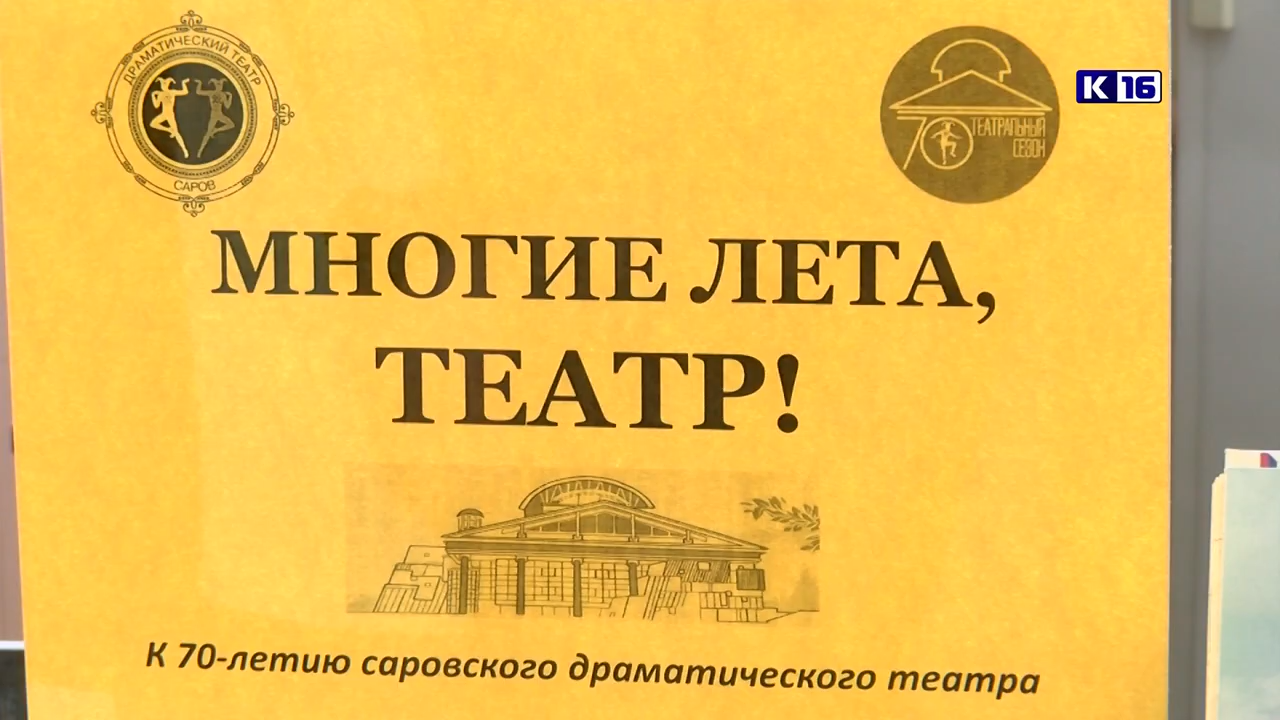 ДРАМАТИЧЕСКИЙ ТЕАТР
САРОВ
70 ТЕАТРАЛЬНЫЙ
СЕЗОН
К 16
МНОГИЕ ЛЕТА,
ТЕАТР!
К 70-летию саровского драматического театра